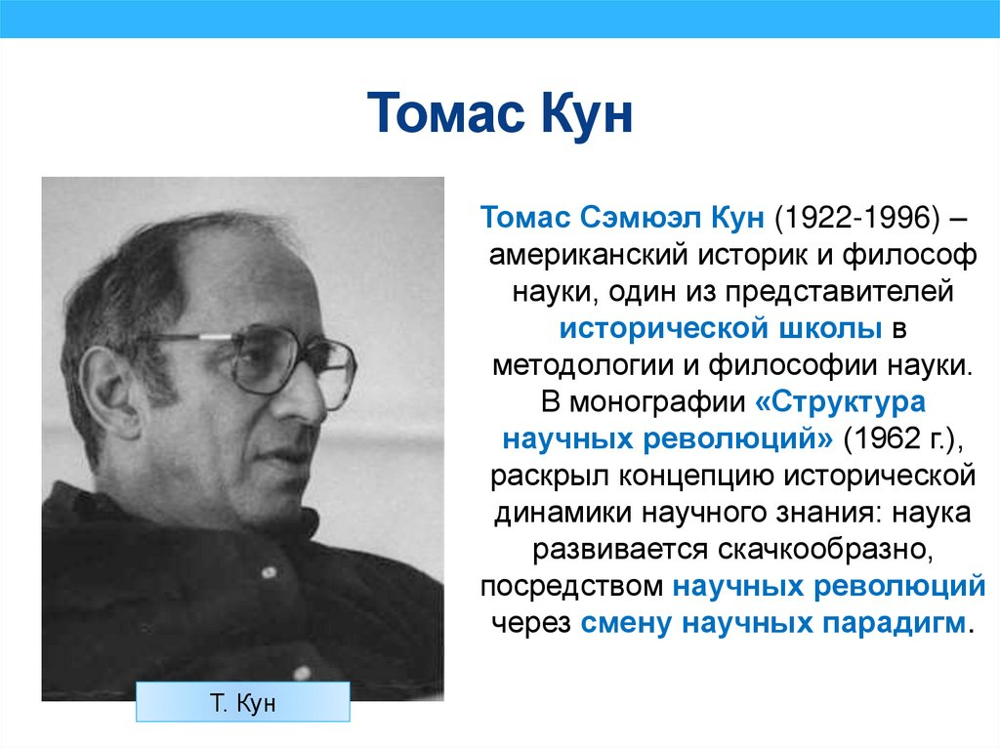 Томас Кун
Томас Сэмюэл Кун (1922-1996) –
американский историк и философ
науки, один из представителей
исторической школы в
методологии и философии науки.
В монографии «Структура
научных революций» (1962 г.),
раскрыл концепцию исторической
динамики научного знания: наука
развивается скачкообразно,
посредством научных революций
через смену научных парадигм.
Т. Кун